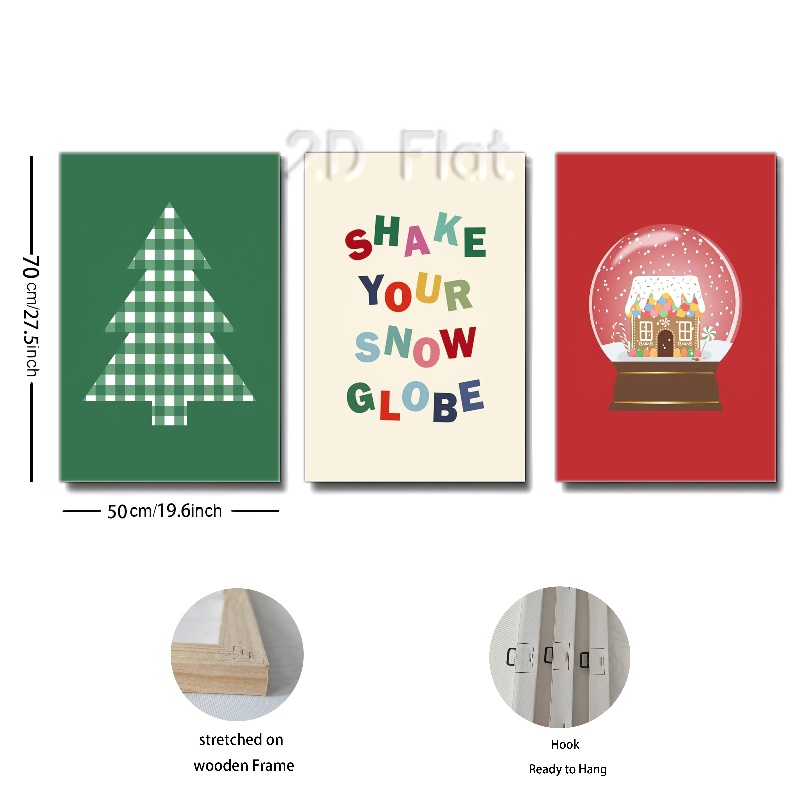 2D Flat
SHAKE
YOUR
SNOW
GLOBE
70 cm/27.5inch
50cm/19.6inch
stretched on
wooden Frame
Hook
Ready to Hang